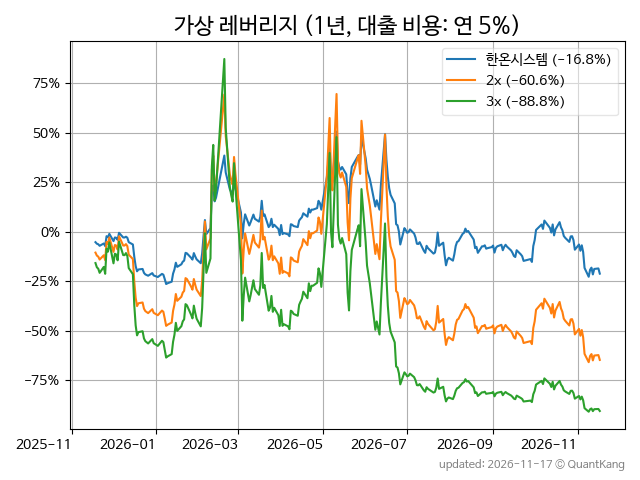 가상 레버리지 (1년, 대출 비용: 연 5%)
한온시스템 (−16.8%)
2x (−60.6%)
3x (−88.8%)
75%
50%
25%
0%
−25%
−50%
−75%
2025-11 2026-01 2026-03 2026-05 2026-07 2026-09 2026-11
updated: 2026-11-17 © QuantKang